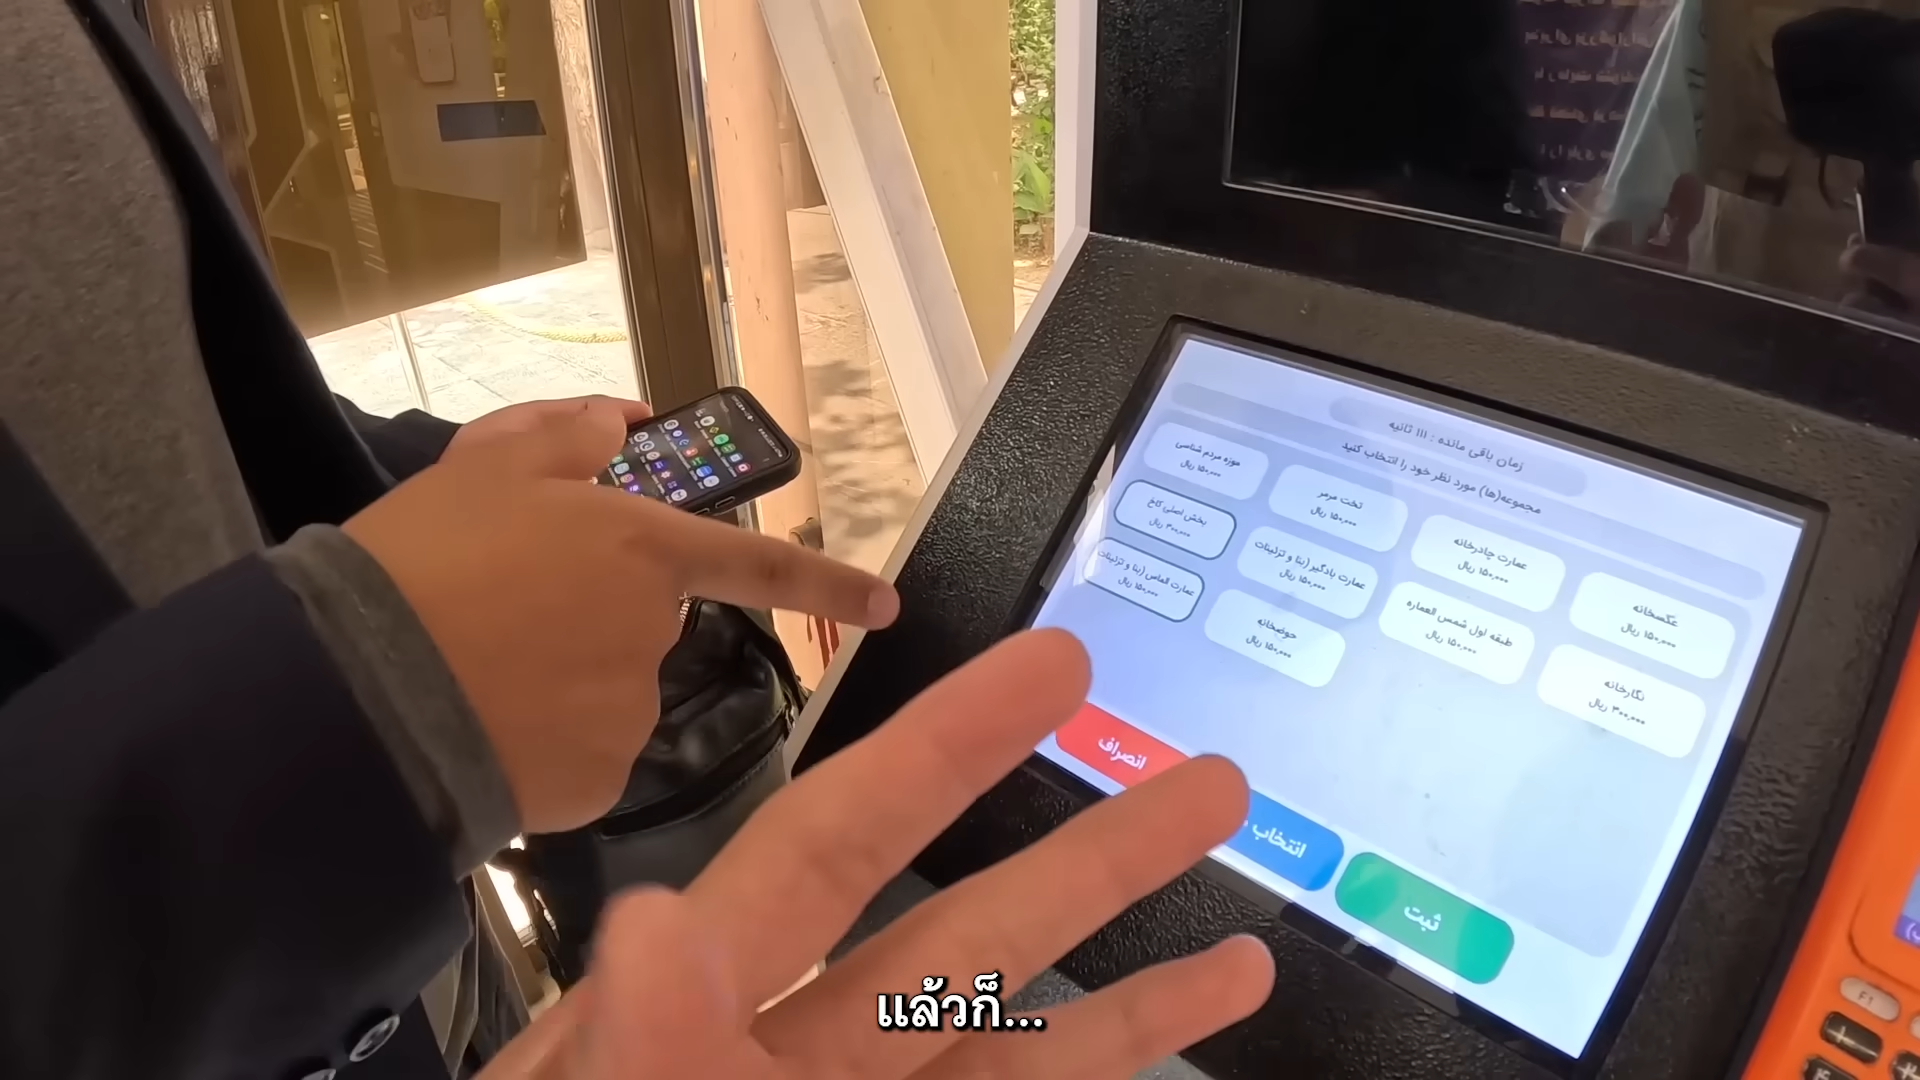 زمان باقی مانده : ۱۱۱ ثانیه
مجموعه(ها) مورد نظر خود را انتخاب کنید
عکسخانه
۱۵۰,۰۰۰ ریال
عمارت چادرخانه
۱۵۰,۰۰۰ ریال
تخت مرمر
۱۵۰,۰۰۰ ریال
موزه مردم شناسی
۱۵۰,۰۰۰ ریال
نگارخانه
۳۰۰,۰۰۰ ریال
طبقه اول شمس العماره
۱۵۰,۰۰۰ ریال
عمارت بادگیر (بنا و تزئینات
۱۵۰,۰۰۰ ریال
بخش اصلی کاخ
۳۰۰,۰۰۰ ریال
حوضخانه
۱۵۰,۰۰۰ ریال
عمارت الماس (بنا و تزئینات
۱۵۰,۰۰۰ ریال
ثبت
انتخاب
انصراف
F1
แล้วก็...